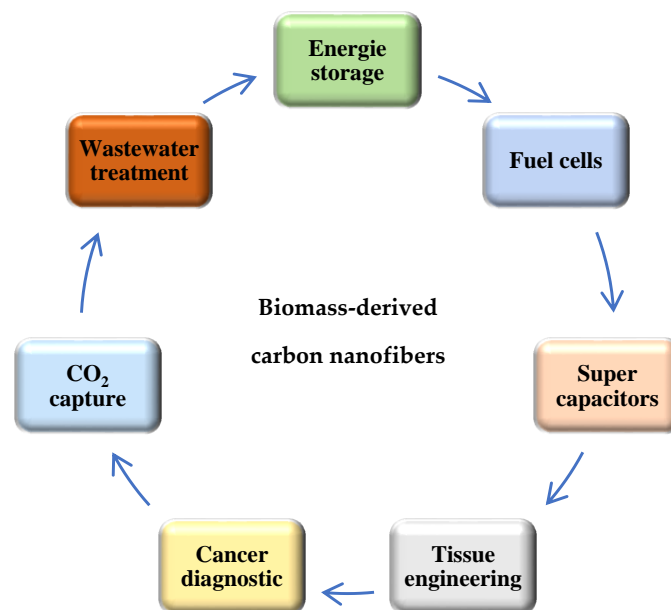 Energie
storage
Fuel cells
Super
capacitors
Tissue
engineering
Cancer
diagnostic
CO₂
capture
Wastewater
treatment
Biomass-derived
carbon nanofibers